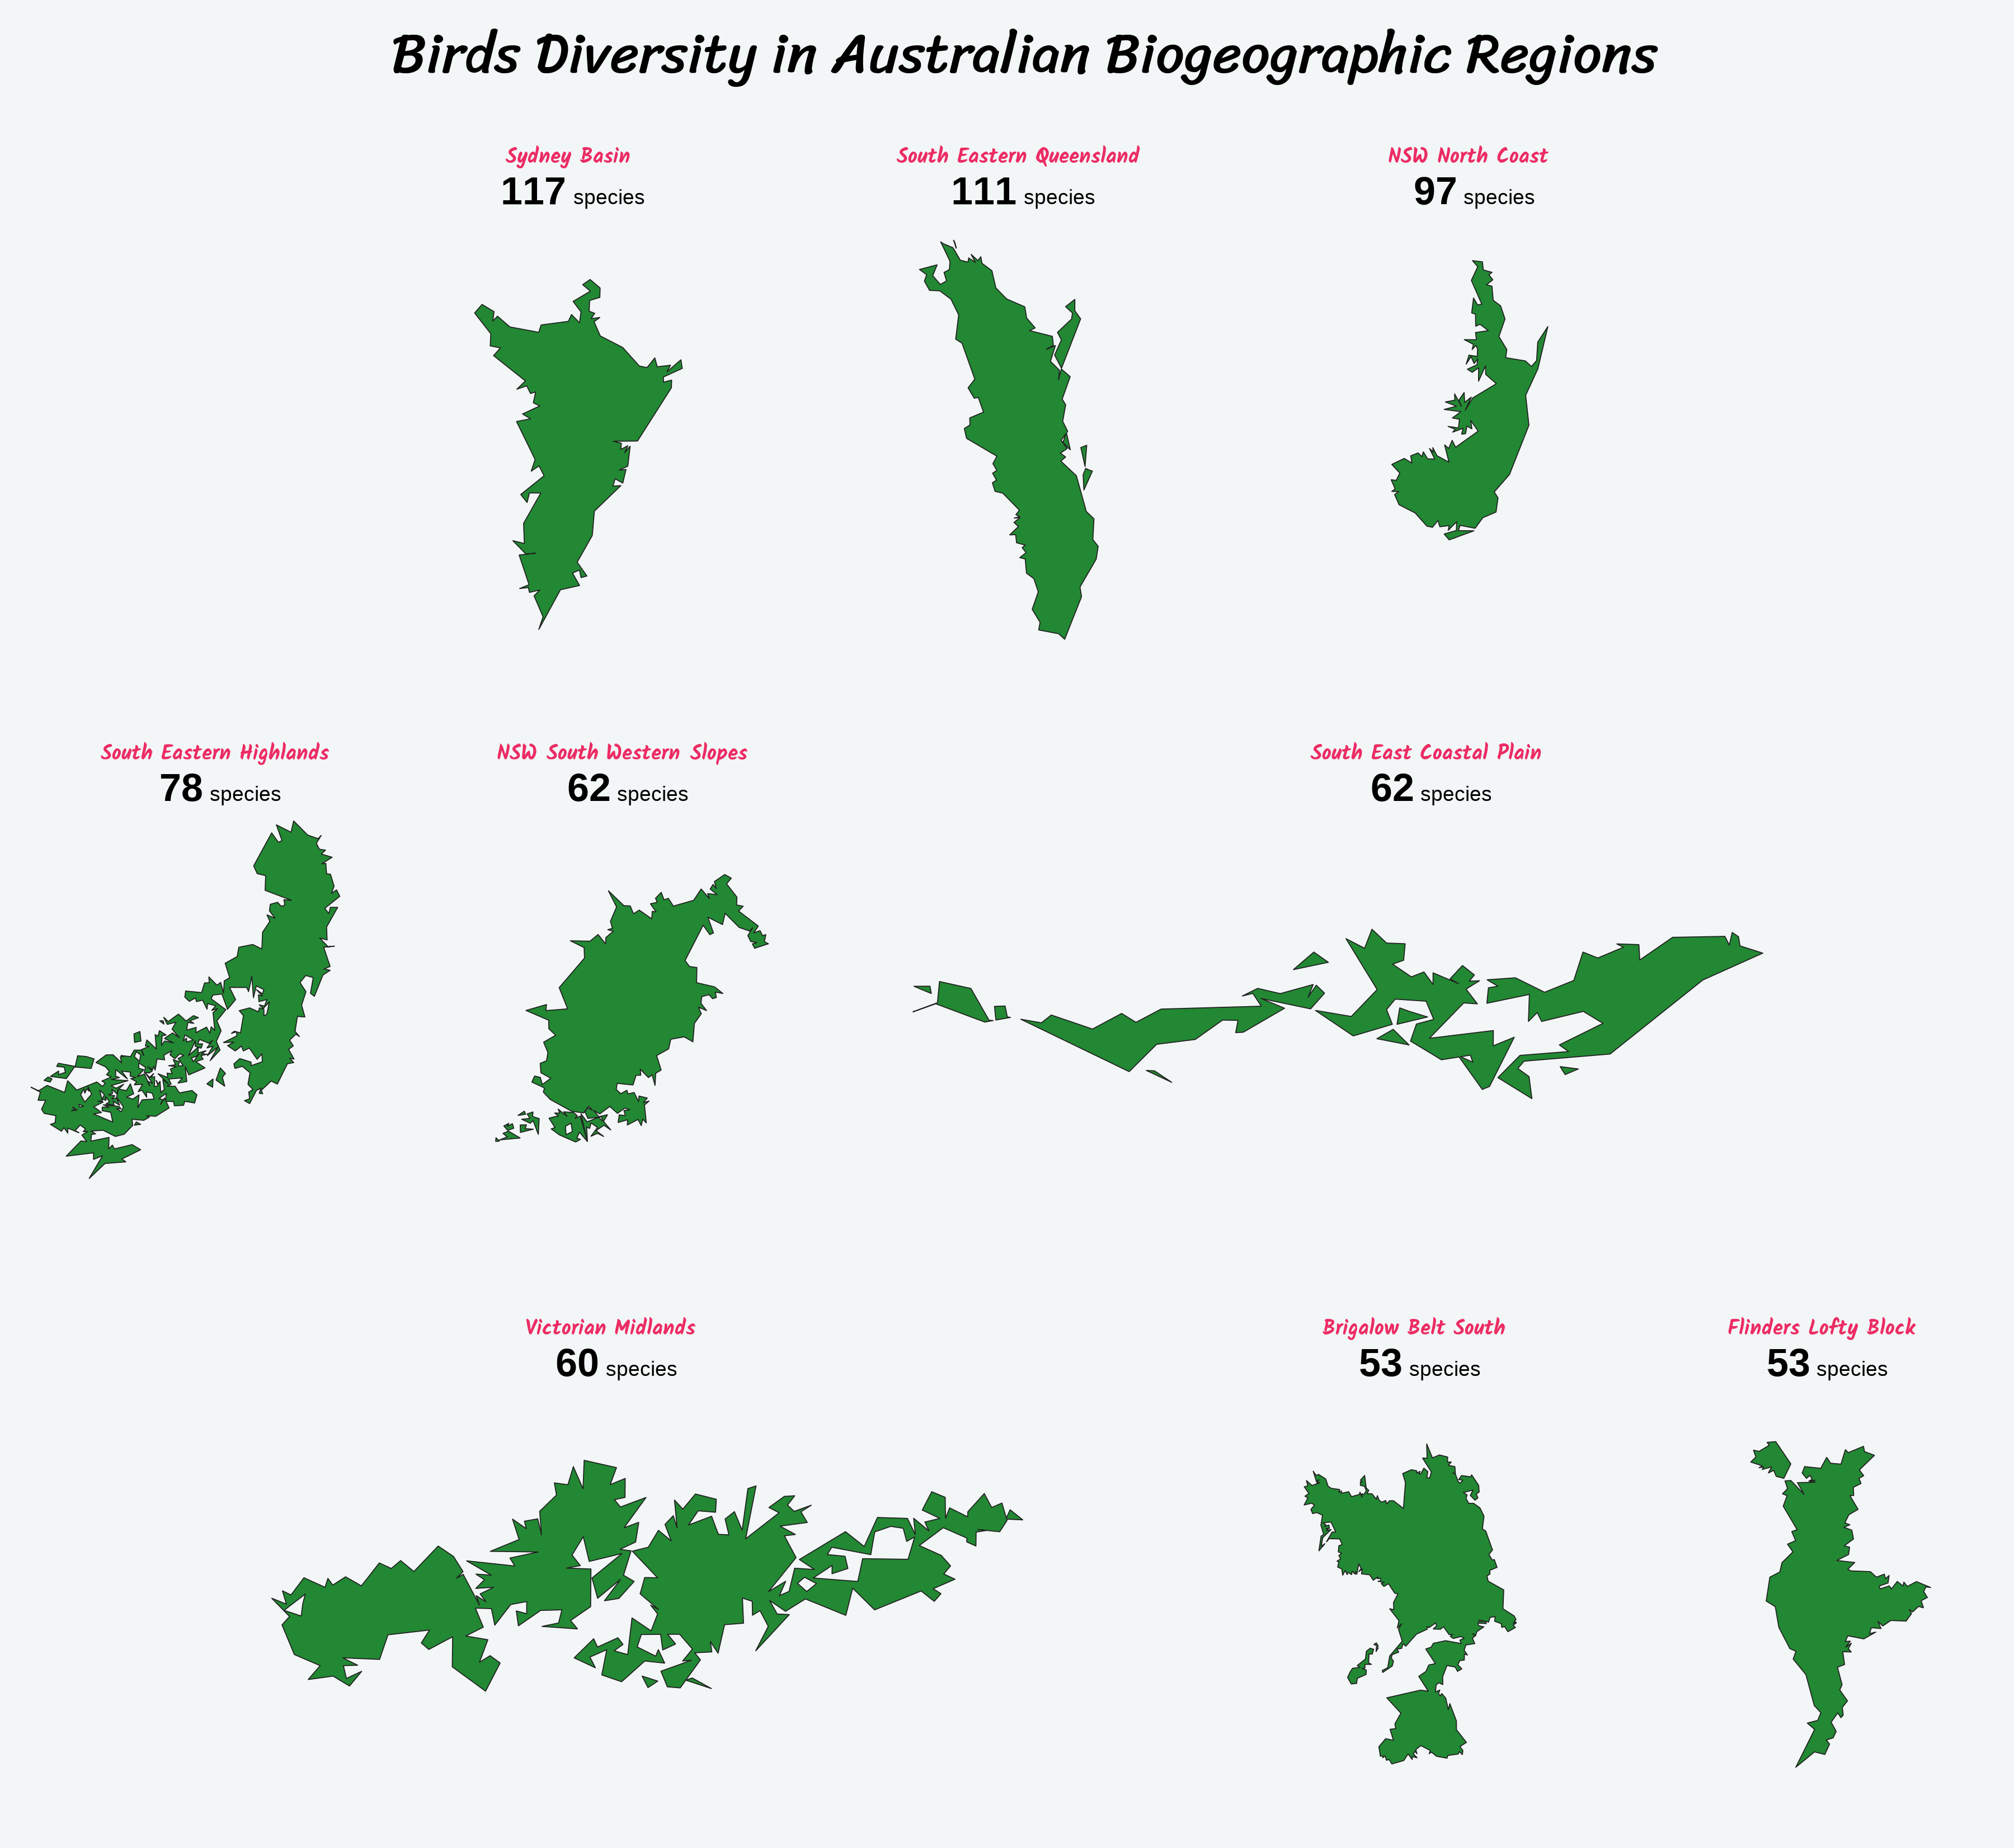 Birds Diversity in Australian Biogeographic Regions
Sydney Basin
117 species
South Eastern Queensland
111 species
NSW North Coast
97 species
South Eastern Highlands
78 species
NSW South Western Slopes
62 species
South East Coastal Plain
62 species
Victorian Midlands
60 species
Brigalow Belt South
53 species
Flinders Lofty Block
53 species